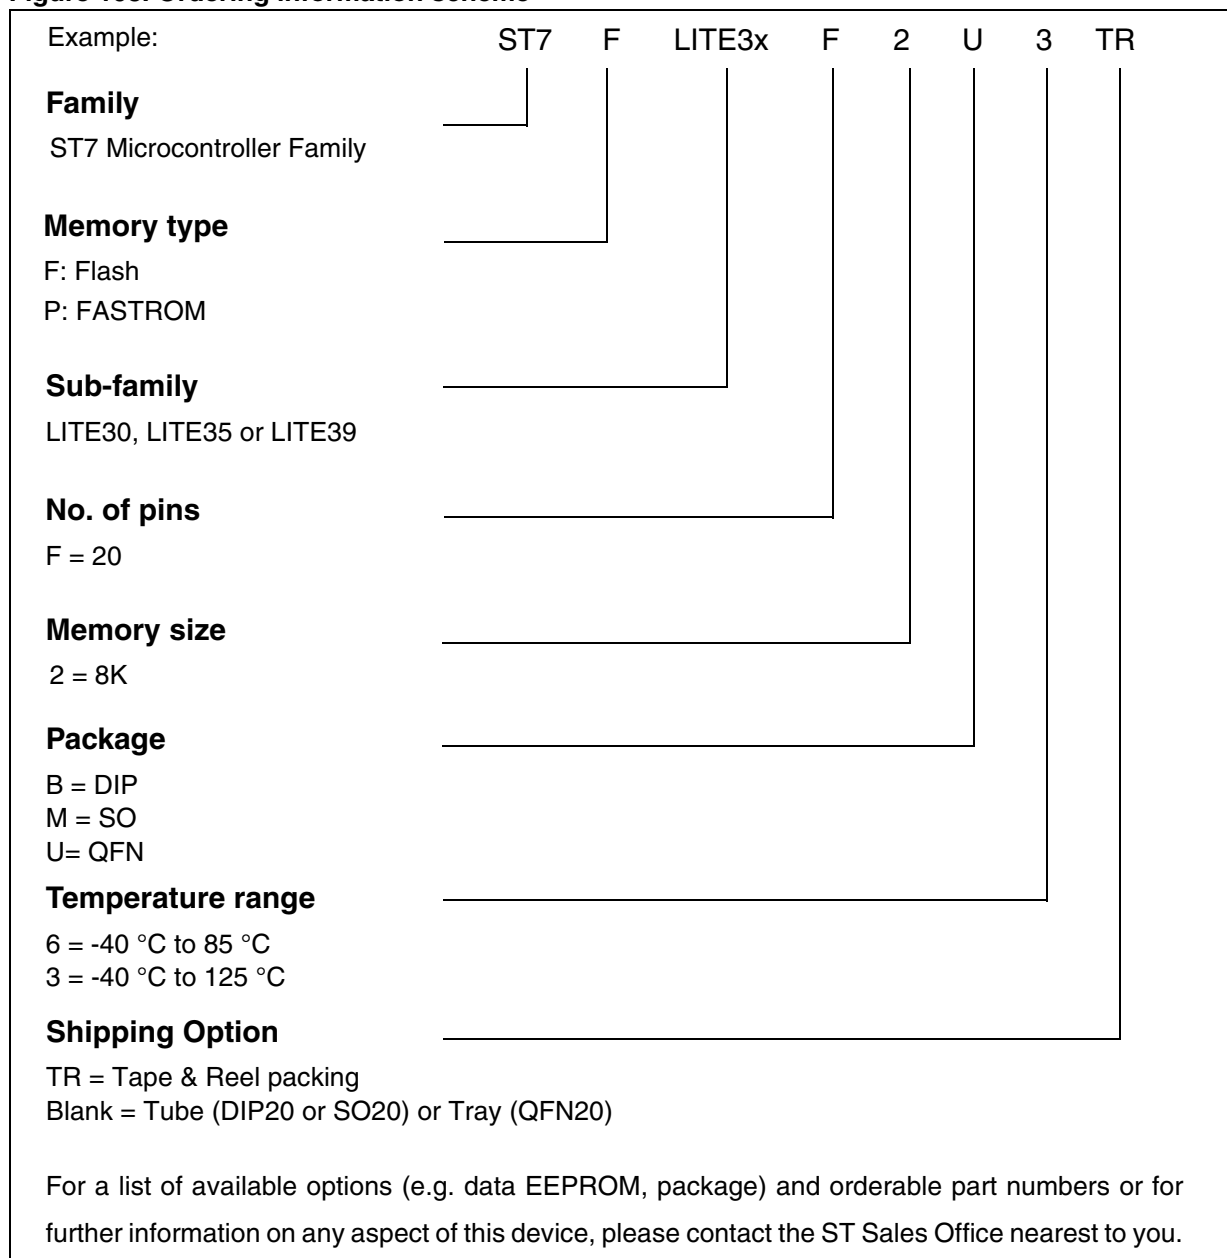 Example: ST7 F LITE3x F 2 U 3 TR
Family
ST7 Microcontroller Family
Memory type
F: Flash
P: FASTROM
Sub-family
LITE30, LITE35 or LITE39
No. of pins
F = 20
Memory size
2 = 8K
Package
B = DIP
M = SO
U= QFN
Temperature range
6 = -40 °C to 85 °C
3 = -40 °C to 125 °C
Shipping Option
TR = Tape & Reel packing
Blank = Tube (DIP20 or SO20) or Tray (QFN20)
For a list of available options (e.g. data EEPROM, package) and orderable part numbers or for
further information on any aspect of this device, please contact the ST Sales Office nearest to you.